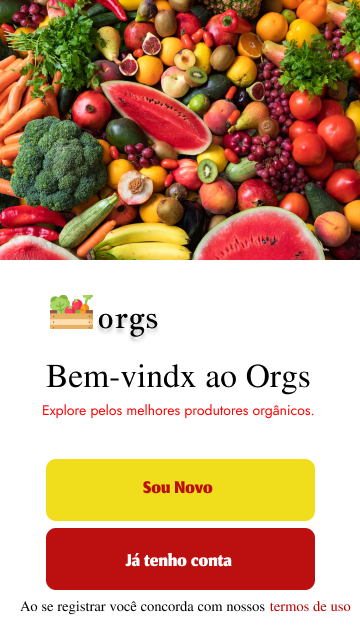 orgs
Bem-vindx ao Orgs
Explore pelos melhores produtores orgânicos.
Sou Novo
Já tenho conta
Ao se registrar você concorda com nossos termos de uso